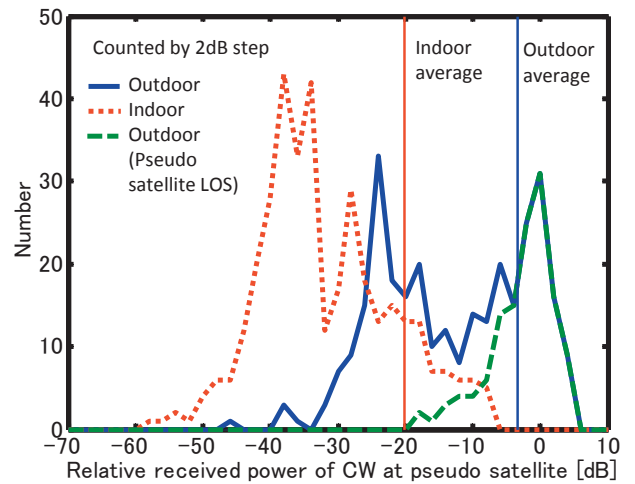 50
40
30
20
10
0
Number
Counted by 2dB step
Outdoor
Indoor
Outdoor
(Pseudo
satellite LOS)
Indoor
average
Outdoor
average
−70 −60 −50 −40 −30 −20 −10 0 10
Relative received power of CW at pseudo satellite [dB]